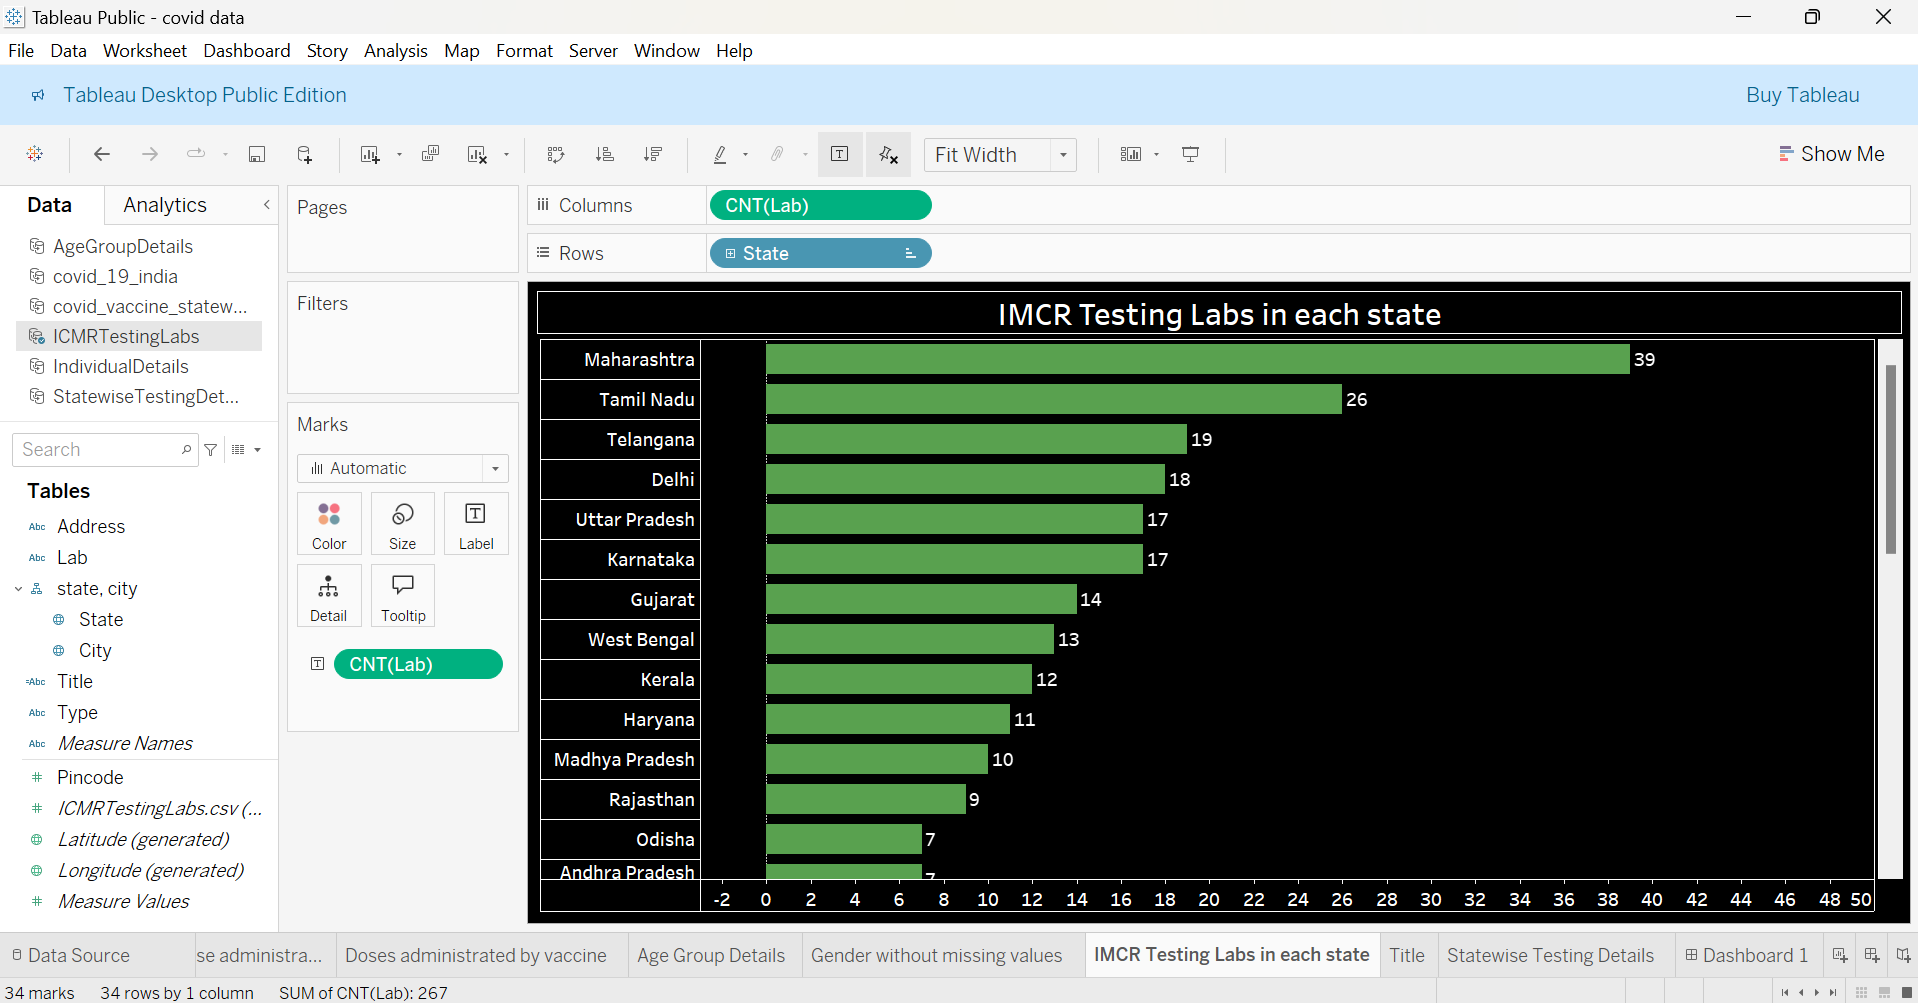 Tableau Public - covid data
File Data Worksheet Dashboard Story Analysis Map Format Server Window Help
Tableau Desktop Public Edition
Buy Tableau
Fit Width
Show Me
Data
Analytics
AgeGroupDetails
covid_19_india
covid_vaccine_statew...
ICMRTestingLabs
IndividualDetails
StatewiseTestingDet...
Search
Tables
Abc Address
Abc Lab
state, city
State
City
=Abc Title
Abc Type
Abc Measure Names
# Pincode
# ICMRTestingLabs.csv (...
Latitude (generated)
Longitude (generated)
# Measure Values
Pages
Filters
Marks
Automatic
Color
Size
Label
Detail
Tooltip
CNT(Lab)
Columns
CNT(Lab)
Rows
State
IMCR Testing Labs in each state
Maharashtra 39
Tamil Nadu 26
Telangana 19
Delhi 18
Uttar Pradesh 17
Karnataka 17
Gujarat 14
West Bengal 13
Kerala 12
Haryana 11
Madhya Pradesh 10
Rajasthan 9
Odisha 7
Andhra Pradesh 7
-2 0 2 4 6 8 10 12 14 16 18 20 22 24 26 28 30 32 34 36 38 40 42 44 46 48 50
Data Source
se administra...
Doses administrated by vaccine
Age Group Details
Gender without missing values
IMCR Testing Labs in each state
Title
Statewise Testing Details
Dashboard 1
34 marks
34 rows by 1 column
SUM of CNT(Lab): 267